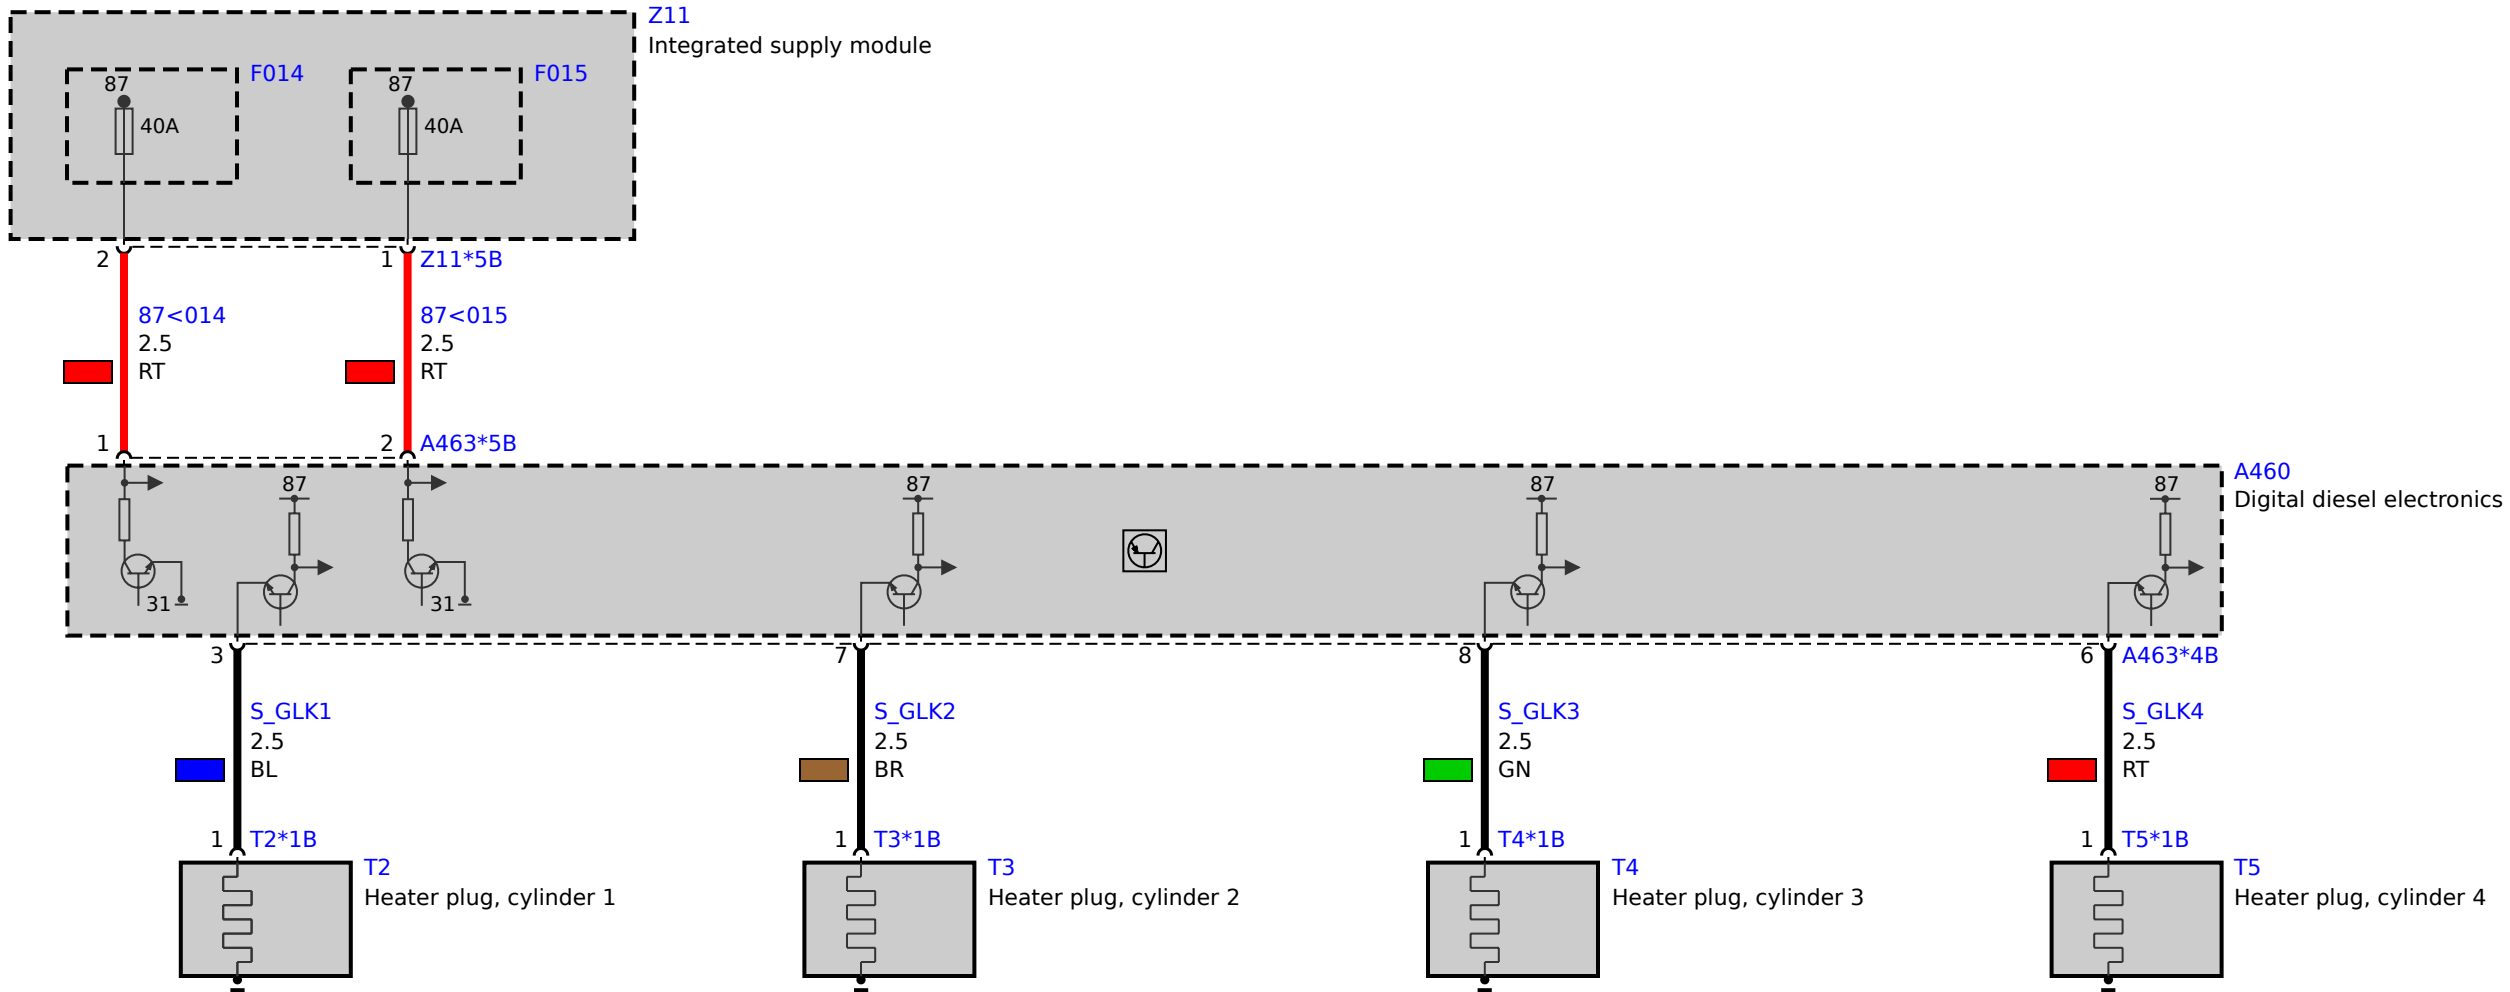 Z11
Integrated supply module
87
F014
87
F015
40A
40A
2
1
Z11*5B
87<014
87<015
2.5
2.5
RT
RT
1
2
A463*5B
A460
Digital diesel electronics
87
87
87
87
31
31
3
7
8
6
A463*4B
S_GLK1
S_GLK2
S_GLK3
S_GLK4
2.5
2.5
2.5
2.5
BL
BR
GN
RT
1
T2*1B
1
T3*1B
1
T4*1B
1
T5*1B
T2
T3
T4
T5
Heater plug, cylinder 1
Heater plug, cylinder 2
Heater plug, cylinder 3
Heater plug, cylinder 4